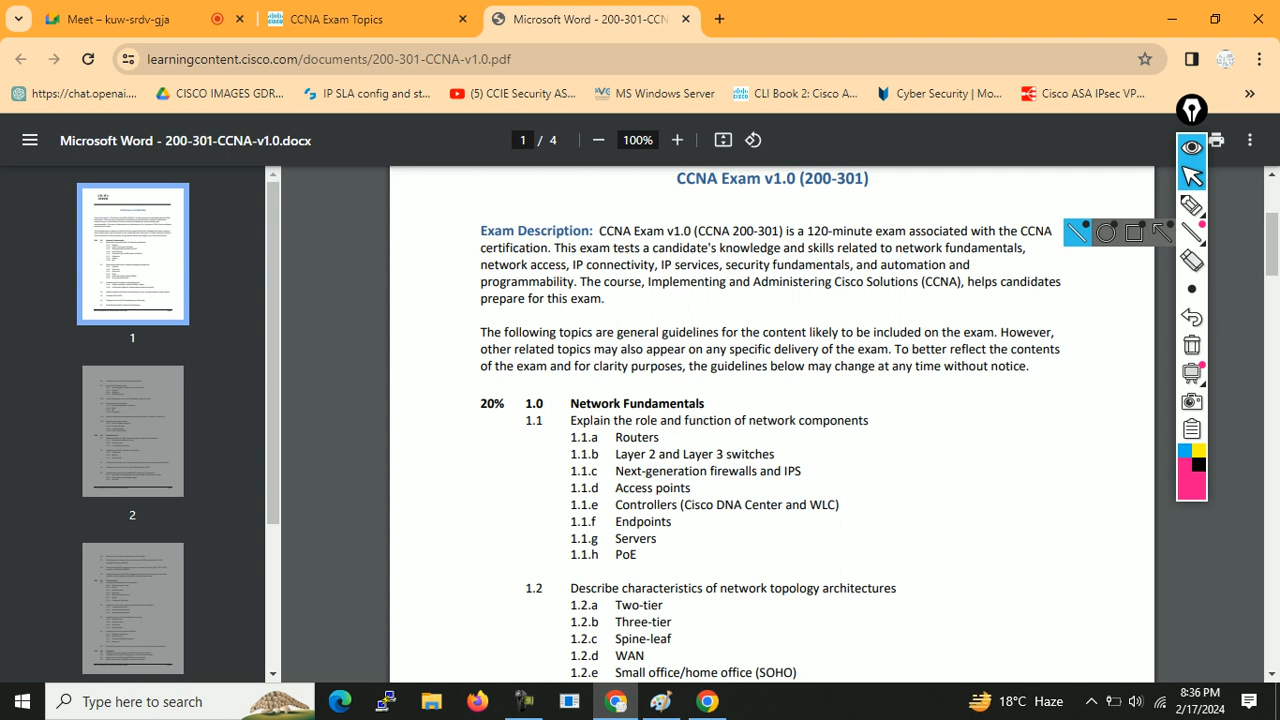 Meet – kuw-srdv-gja
CCNA Exam Topics
Microsoft Word - 200-301-CCN
learningcontent.cisco.com/documents/200-301-CCNA-v1.0.pdf
https://chat.openai....
CISCO IMAGES GDR...
IP SLA config and st...
(5) CCIE Security AS...
MS Windows Server
CLI Book 2: Cisco A...
Cyber Security | Mo...
Cisco ASA IPsec VP...
Microsoft Word - 200-301-CCNA-v1.0.docx
1 / 4
100%
1
2
CCNA Exam v1.0 (200-301)
Exam Description: CCNA Exam v1.0 (CCNA 200-301) is a 120-minute exam associated with the CCNA
certification. This exam tests a candidate's knowledge and skills related to network fundamentals,
network access, IP connectivity, IP services, security fundamentals, and automation and
programmability. The course, Implementing and Administering Cisco Solutions (CCNA), helps candidates
prepare for this exam.
The following topics are general guidelines for the content likely to be included on the exam. However,
other related topics may also appear on any specific delivery of the exam. To better reflect the contents
of the exam and for clarity purposes, the guidelines below may change at any time without notice.
20% 1.0 Network Fundamentals
1.1 Explain the role and function of network components
1.1.a Routers
1.1.b Layer 2 and Layer 3 switches
1.1.c Next-generation firewalls and IPS
1.1.d Access points
1.1.e Controllers (Cisco DNA Center and WLC)
1.1.f Endpoints
1.1.g Servers
1.1.h PoE
1.2 Describe characteristics of network topology architectures
1.2.a Two-tier
1.2.b Three-tier
1.2.c Spine-leaf
1.2.d WAN
1.2.e Small office/home office (SOHO)
Type here to search
18°C Haze
8:36 PM
2/17/2024